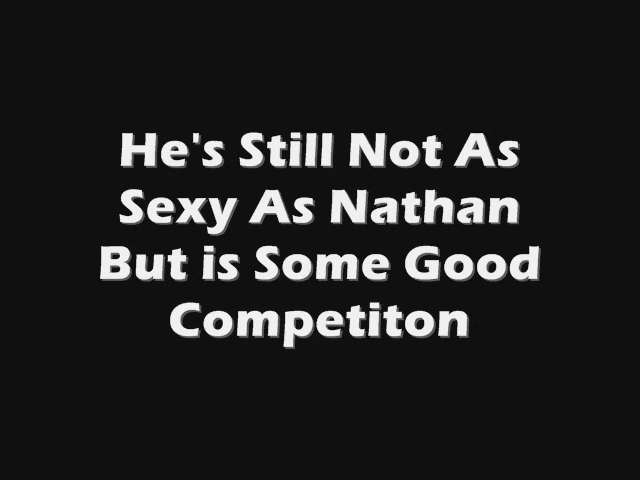 He's Still Not As
Sexy As Nathan
But is Some Good
Competiton